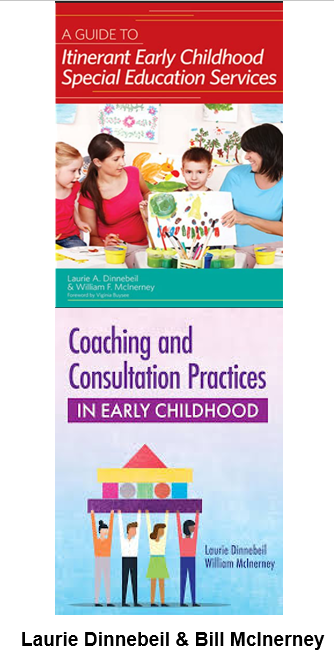 A GUIDE TO
Itinerant Early Childhood
Special Education Services
Laurie A. Dinnebeil
& William F. McInerney
Foreword by Virginia Buysse
Coaching and
Consultation Practices
IN EARLY CHILDHOOD
Laurie Dinnebeil
William McInerney
Laurie Dinnebeil & Bill McInerney